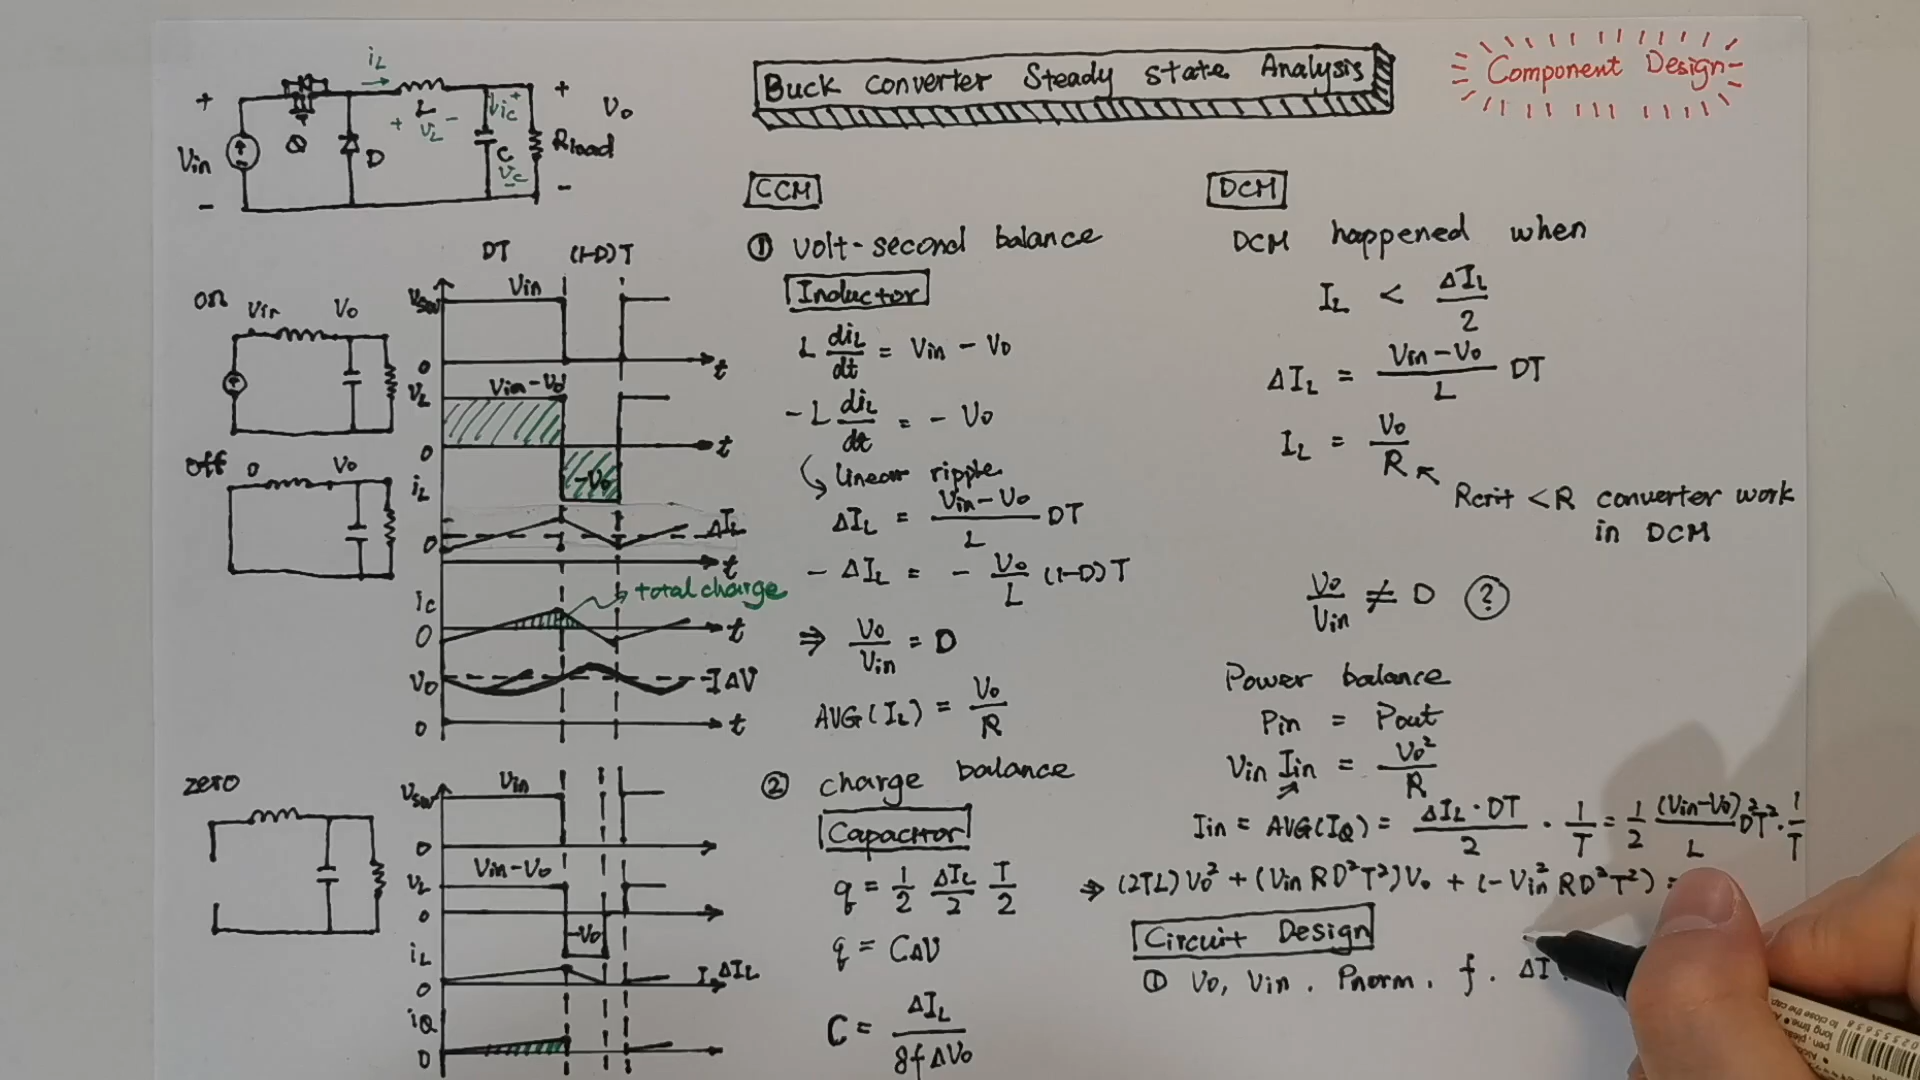 Buck Converter Steady State Analysis
Component Design
iL
+ Vin -
Q
D
L
+ VL -
ic
+
C
Vc
-
Rload
+ Vo -
DT (1-D)T
on Vin Vo
Vsw Vin
0 t
VL Vin-Vo
0 t
-Vo
off 0 Vo
iL
ΔIL
0 t
ic total charge
0 t
Vo ΔV
0 t
zero
Vsw Vin
0
VL Vin-Vo
0
-Vo
iL
ΔIL
0
iQ
0
CCM
① Volt-second balance
Inductor
L diL/dt = Vin - Vo
-L diL/dt = -Vo
linear ripple
ΔIL = (Vin-Vo)/L DT
-ΔIL = -Vo/L (1-D)T
⇒ Vo/Vin = D
AVG(IL) = Vo/R
② charge balance
Capacitor
q = 1/2 ΔIL/2 T/2
q = CΔV
C = ΔIL/(8fΔVo)
DCM
DCM happened when
IL < ΔIL/2
ΔIL = (Vin-Vo)/L DT
IL = Vo/R
Rcrit < R converter work
in DCM
Vo/Vin ≠ D ?
Power balance
Pin = Pout
Vin Iin = Vo²/R
Iin = AVG(IQ) = (ΔIL·DT)/2 · 1/T = 1/2 (Vin-Vo)/L D²T² · 1/T
⇒ (2TL)Vo² + (Vin RD²T²)Vo + (-Vin²RD²T²) =
Circuit Design
① Vo, Vin. Pnorm. f. ΔI